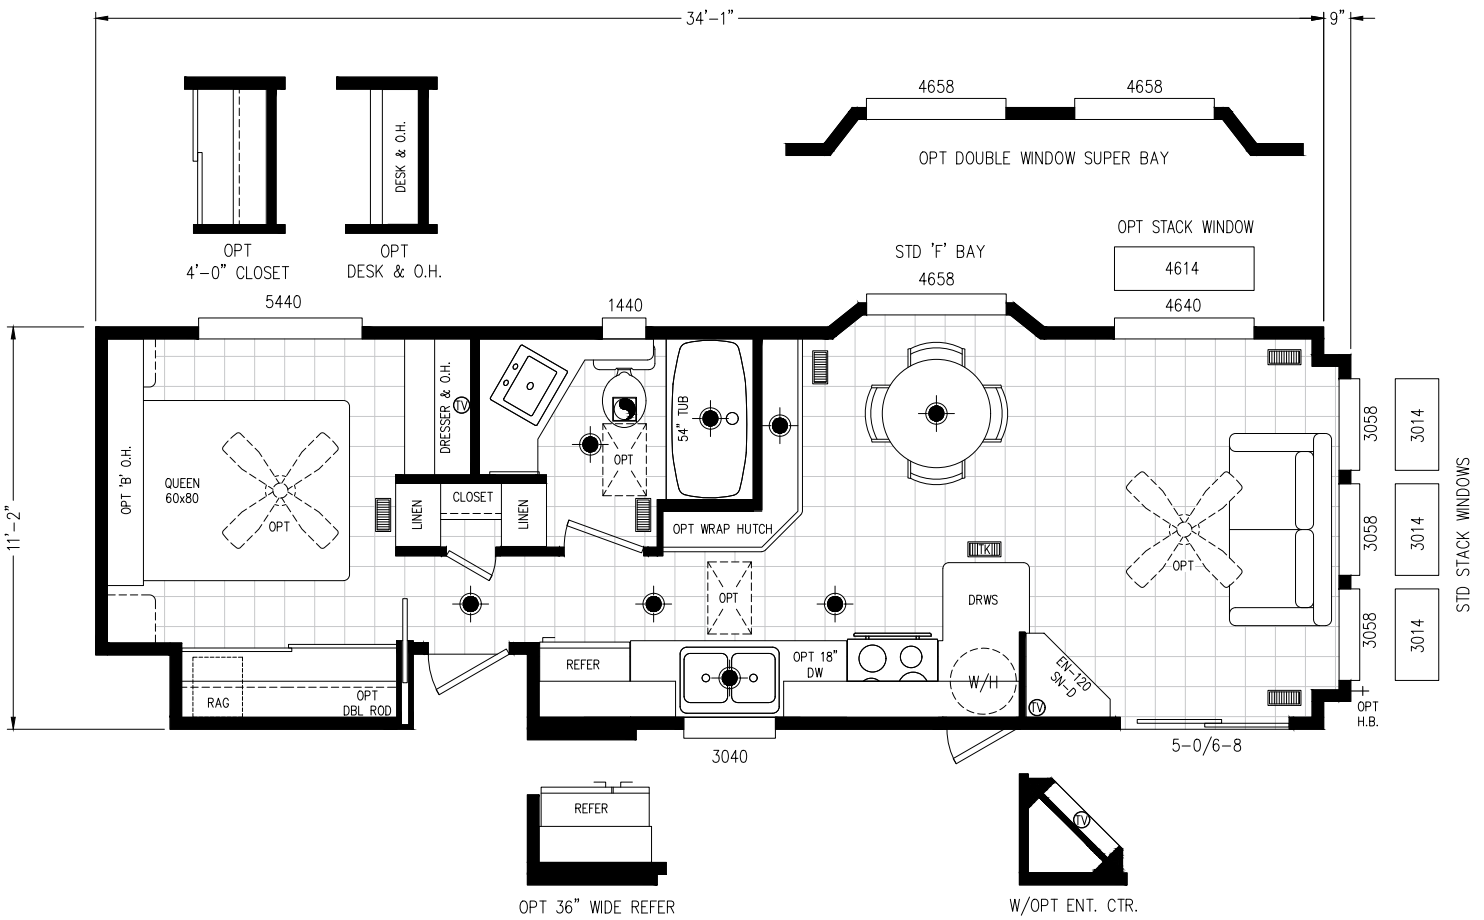 34'-1"
9"
4658
4658
OPT DOUBLE WINDOW SUPER BAY
DESK & O.H.
OPT
4'-0" CLOSET
OPT
DESK & O.H.
OPT STACK WINDOW
4614
STD 'F' BAY
4658
4640
5440
1440
11'-2"
OPT 'B' O.H.
QUEEN
60x80
OPT
DRESSER & O.H.
TV
LINEN
CLOSET
LINEN
OPT
54" TUB
OPT WRAP HUTCH
OPT
TK
DRWS
OPT
3058
3014
3058
3014
3058
3014
STD STACK WINDOWS
RAG
OPT
DBL ROD
REFER
OPT 18"
DW
W/H
EN-120
SN-D
TV
OPT
H.B.
3040
5-0/6-8
REFER
OPT 36" WIDE REFER
TV
W/OPT ENT. CTR.